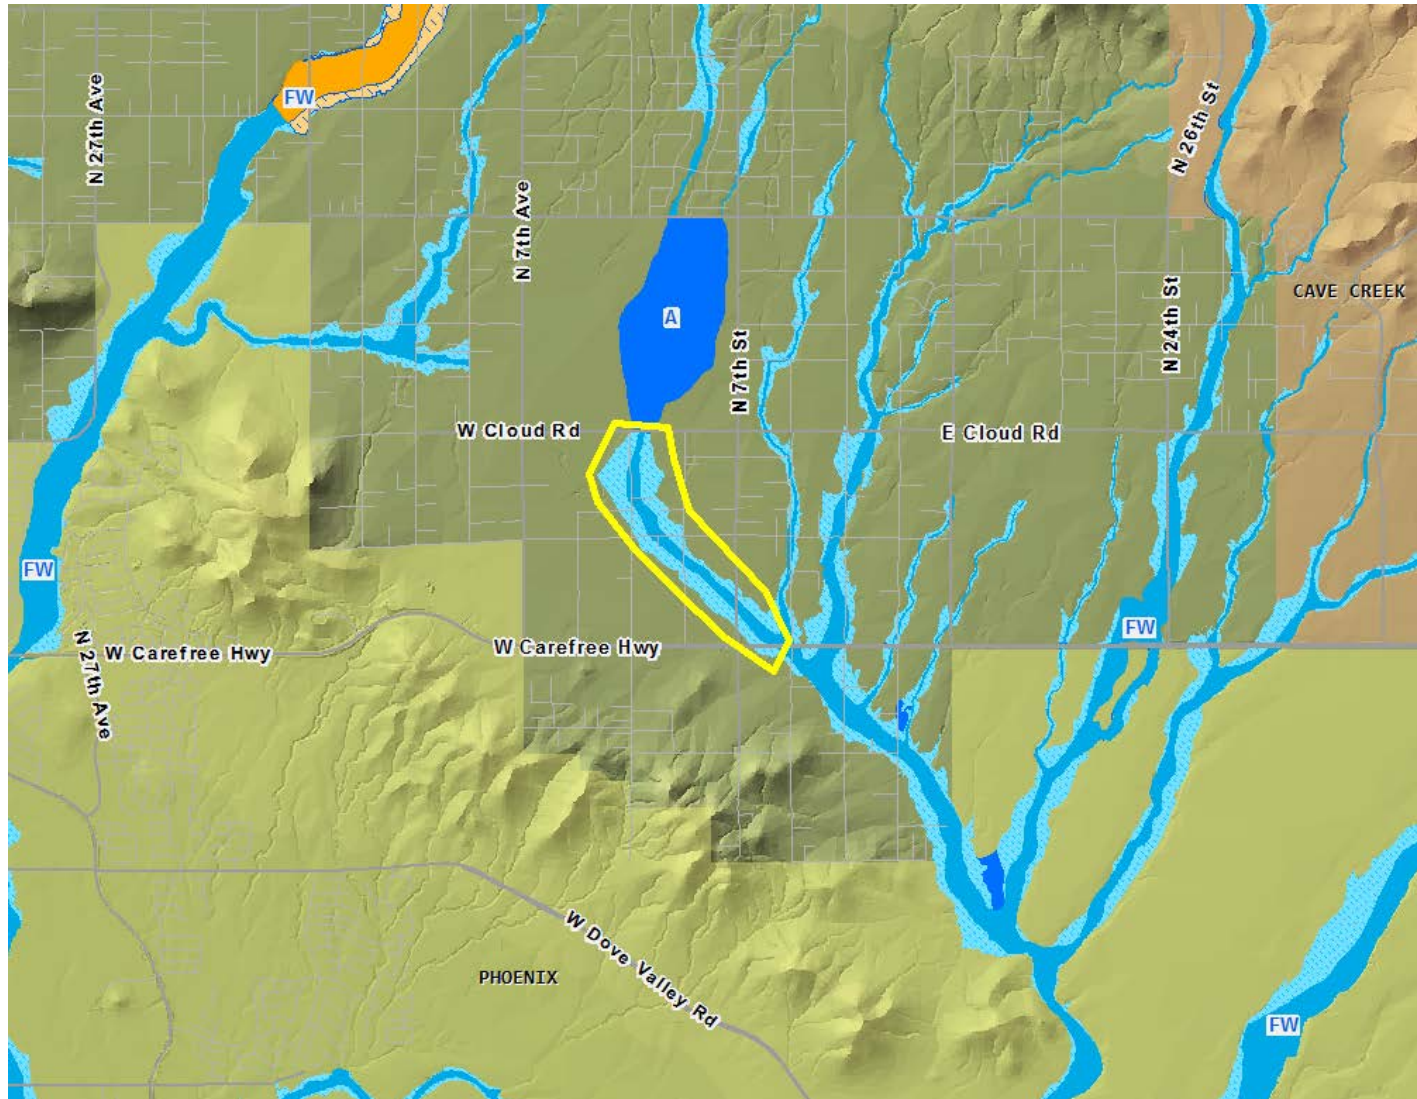 FW
N 27th Ave
N 26th St
N 7th Ave
CAVE CREEK
A
N 24th St
N 7th St
W Cloud Rd
E Cloud Rd
FW
FW
W Carefree Hwy
W Carefree Hwy
N 27th Ave
W Dove Valley Rd
PHOENIX
FW